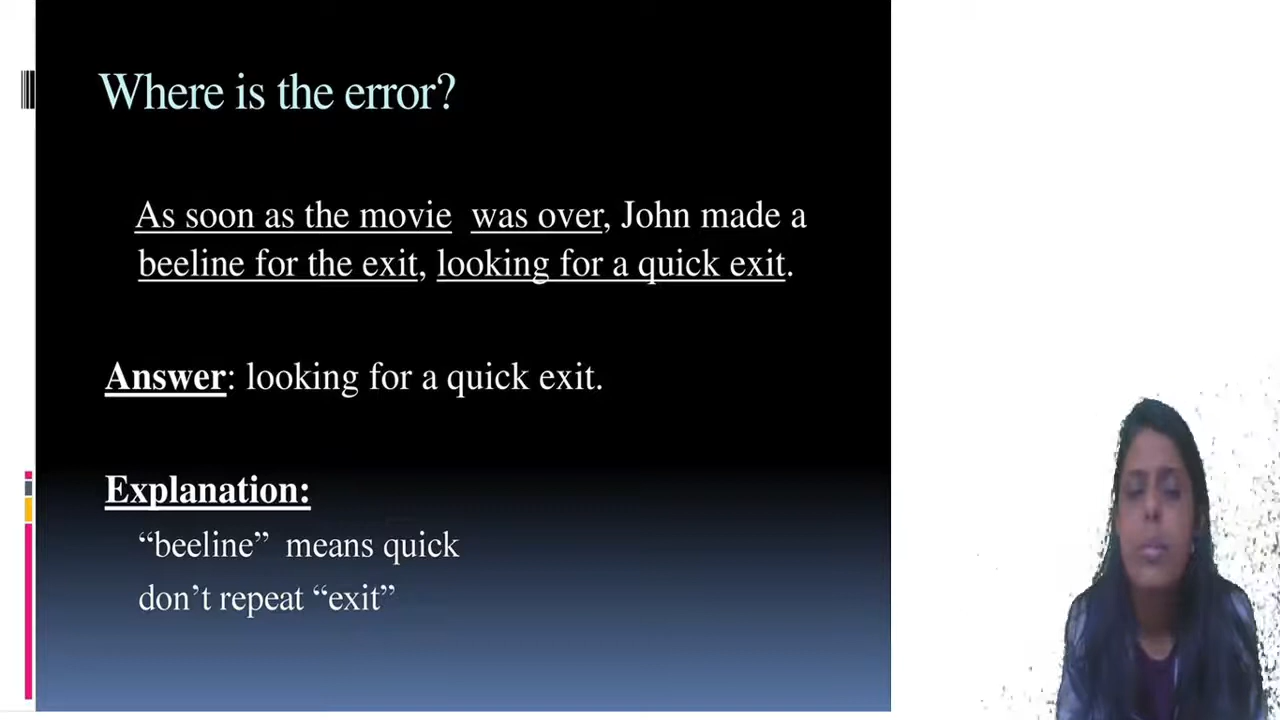 Where is the error?
As soon as the movie was over, John made a
beeline for the exit, looking for a quick exit.
Answer: looking for a quick exit.
Explanation:
“beeline” means quick
don’t repeat “exit”